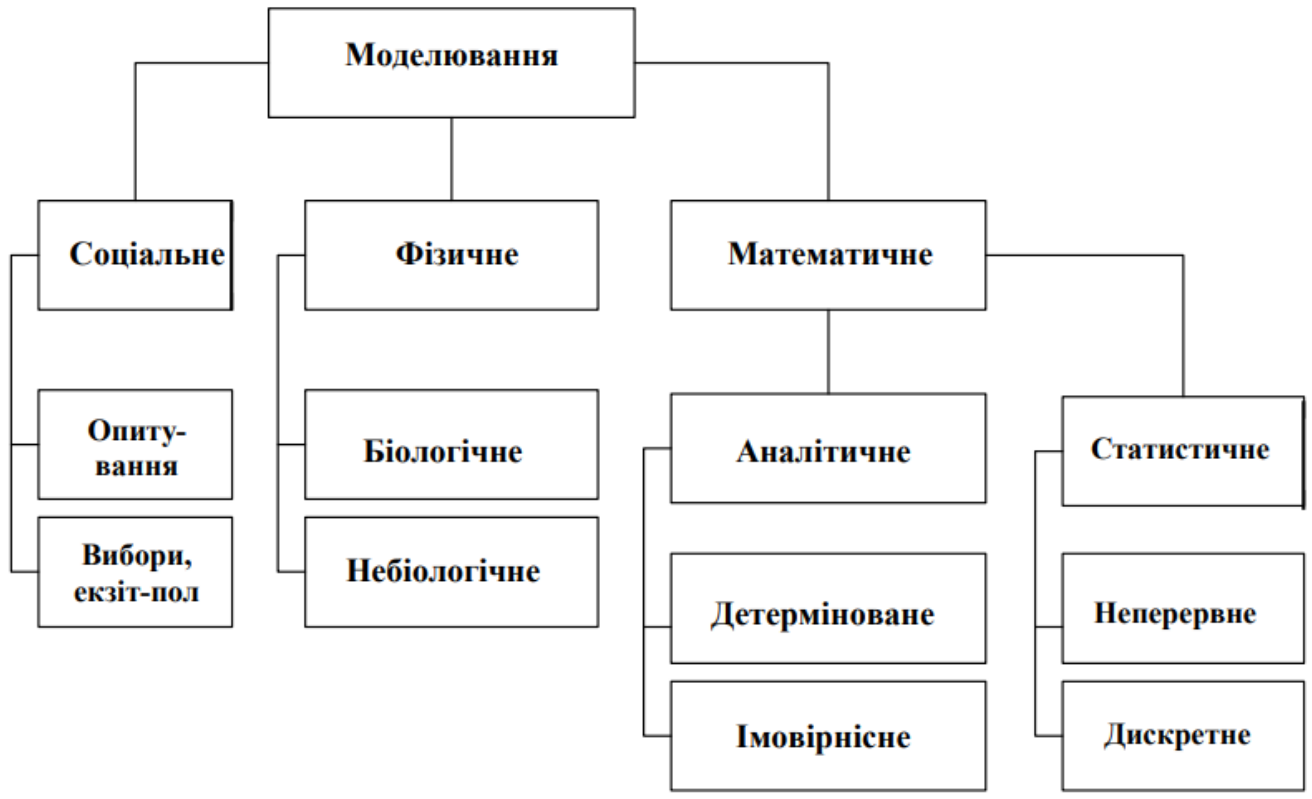 Моделювання
Соціальне
Фізичне
Математичне
Опиту-
вання
Біологічне
Аналітичне
Статистичне
Вибори,
екзіт-пол
Небіологічне
Детерміноване
Неперервне
Імовірнісне
Дискретне